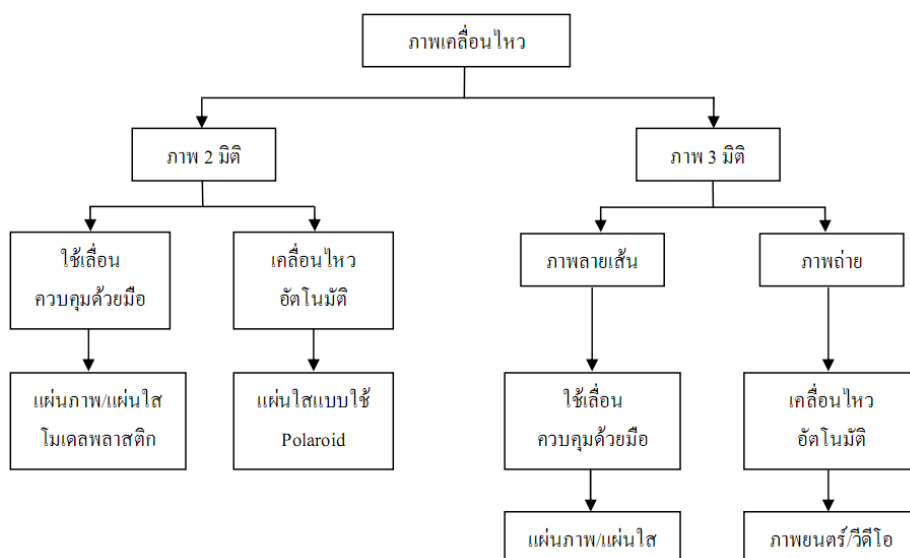 ภาพเคลื่อนไหว
ภาพ 2 มิติ
ภาพ 3 มิติ
ใช้เลื่อน
ควบคุมด้วยมือ
เคลื่อนไหว
อัตโนมัติ
ภาพลายเส้น
ภาพถ่าย
แผ่นภาพ/แผ่นใส
โมเดลพลาสติก
แผ่นใสแบบใช้
Polaroid
ใช้เลื่อน
ควบคุมด้วยมือ
เคลื่อนไหว
อัตโนมัติ
แผ่นภาพ/แผ่นใส
ภาพยนตร์/วีดีโอ